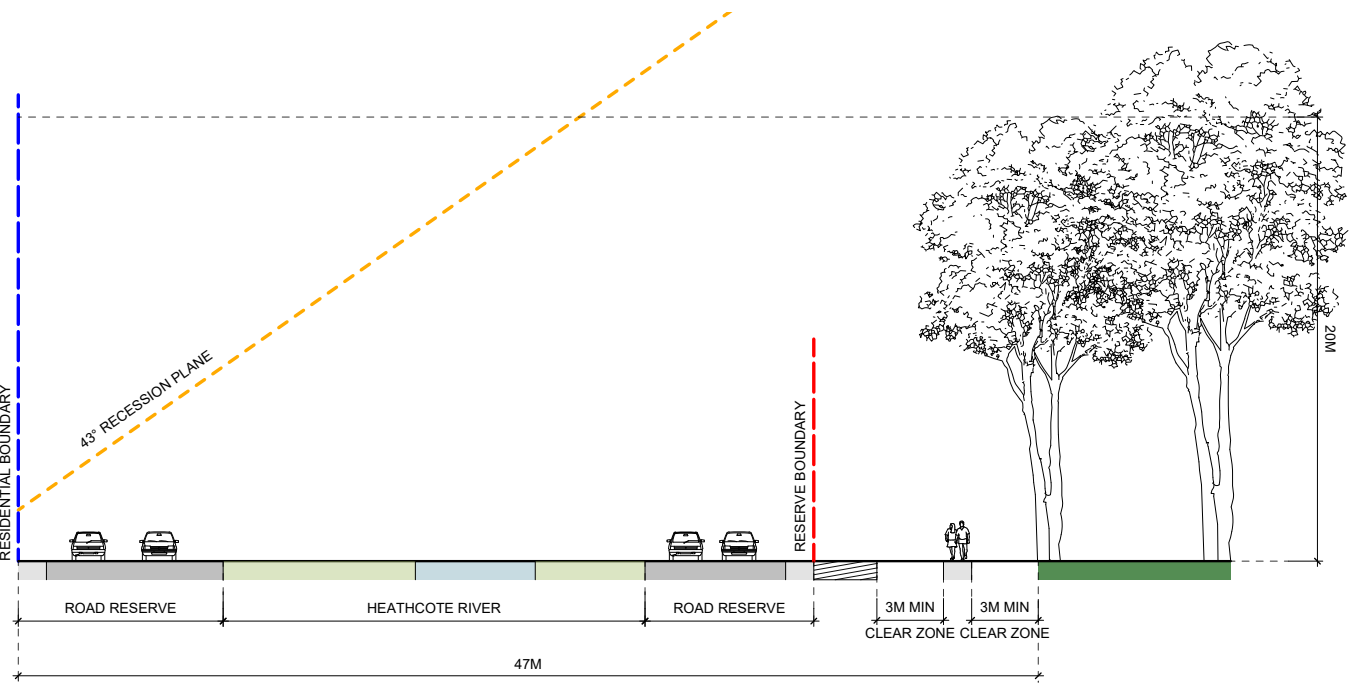 43° RECESSION PLANE
20M
RESIDENTIAL BOUNDARY
RESERVE BOUNDARY
ROAD RESERVE
HEATHCOTE RIVER
ROAD RESERVE
3M MIN
CLEAR ZONE
3M MIN
CLEAR ZONE
47M